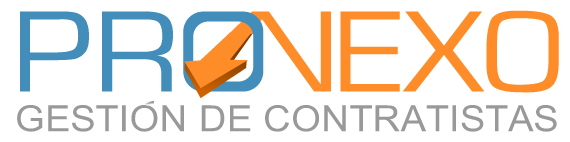 PRONEXO
GESTIÓN DE CONTRATISTAS